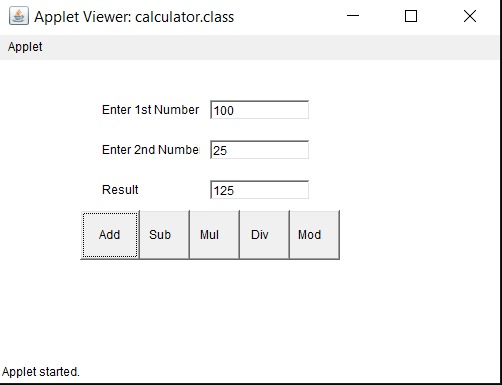 Applet Viewer: calculator.class
Applet
Enter 1st Number 100
Enter 2nd Numbe 25
Result 125
Add Sub Mul Div Mod
Applet started.